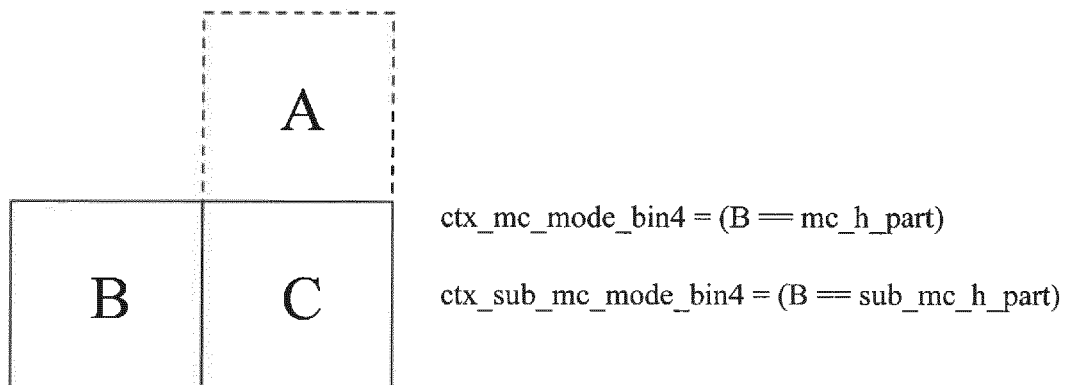 A
B
C
ctx_mc_mode_bin4 = (B == mc_h_part)
ctx_sub_mc_mode_bin4 = (B == sub_mc_h_part)